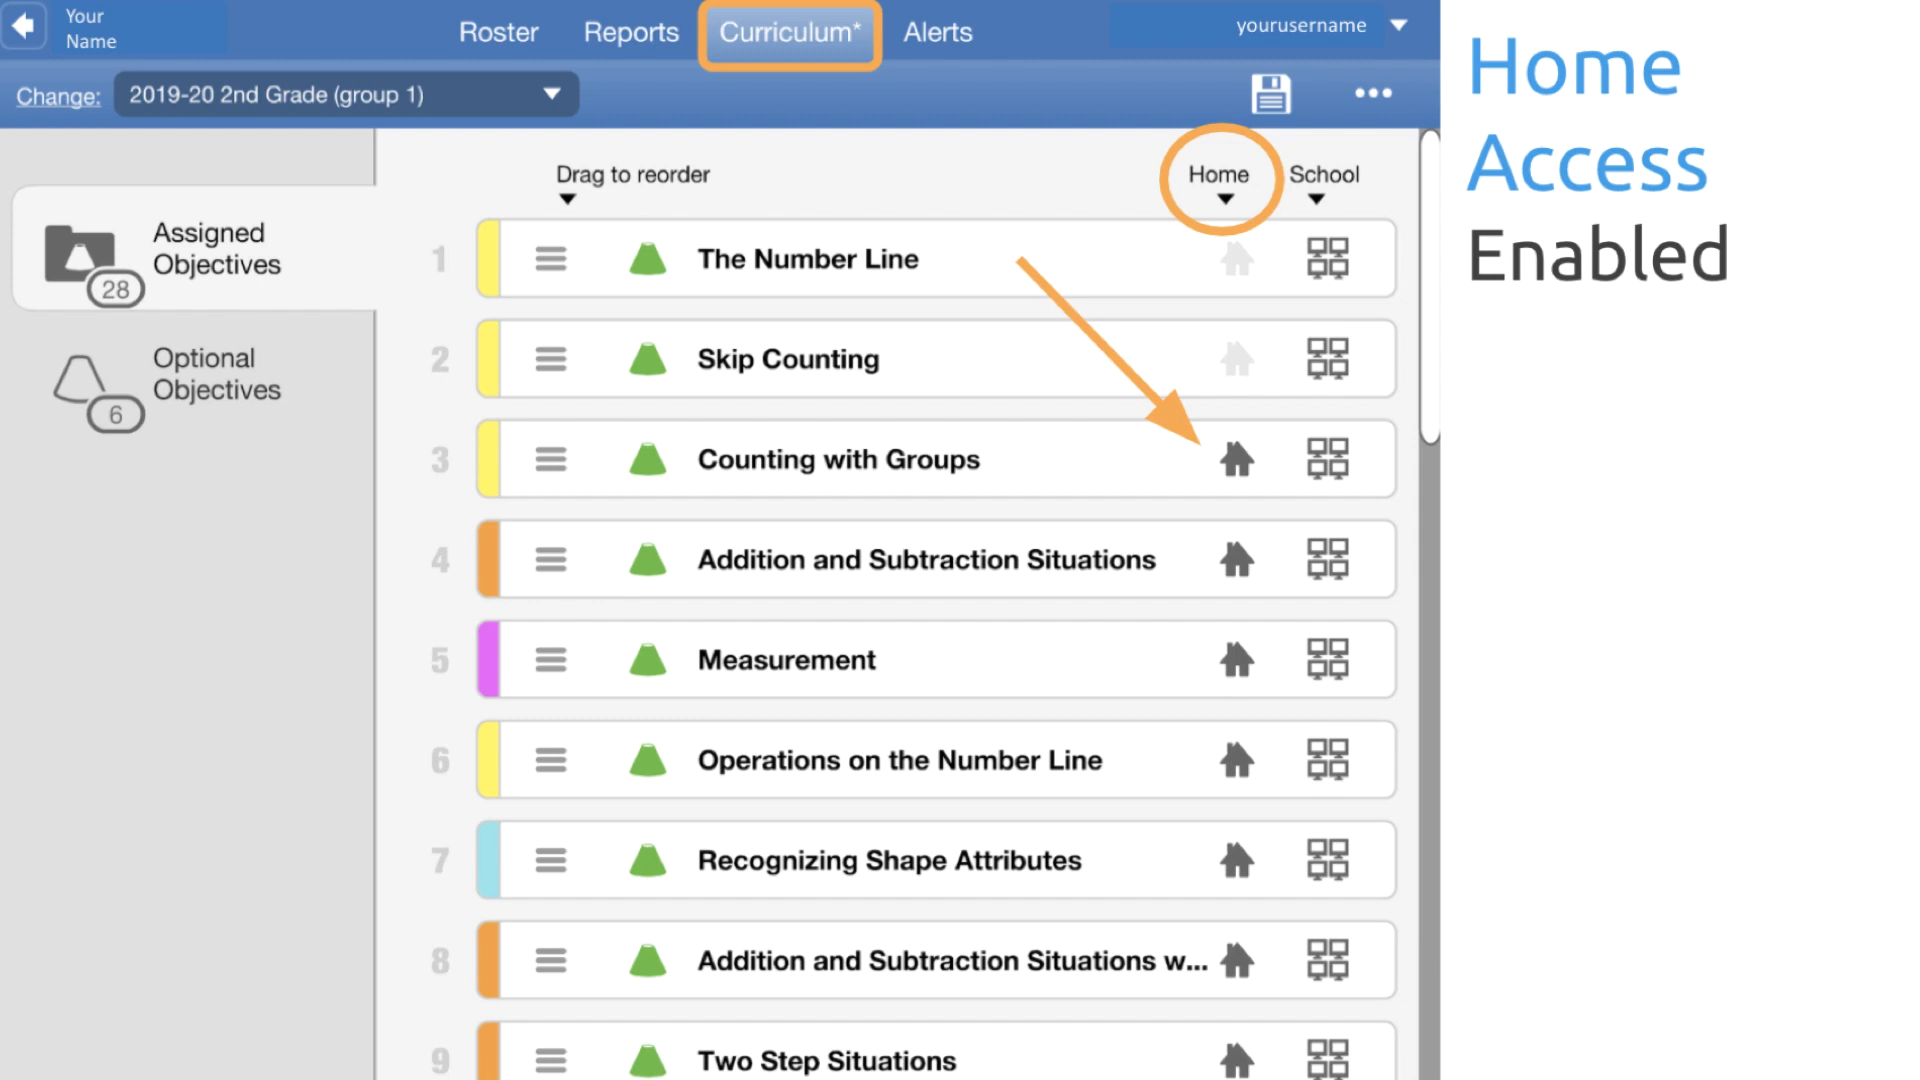 Your
Name
Roster Reports Curriculum* Alerts
yourusername
Change: 2019-20 2nd Grade (group 1)
Home
Access
Enabled
Assigned
Objectives
28
Optional
Objectives
6
Drag to reorder Home School
1 The Number Line
2 Skip Counting
3 Counting with Groups
4 Addition and Subtraction Situations
5 Measurement
6 Operations on the Number Line
7 Recognizing Shape Attributes
8 Addition and Subtraction Situations w...
9 Two Step Situations